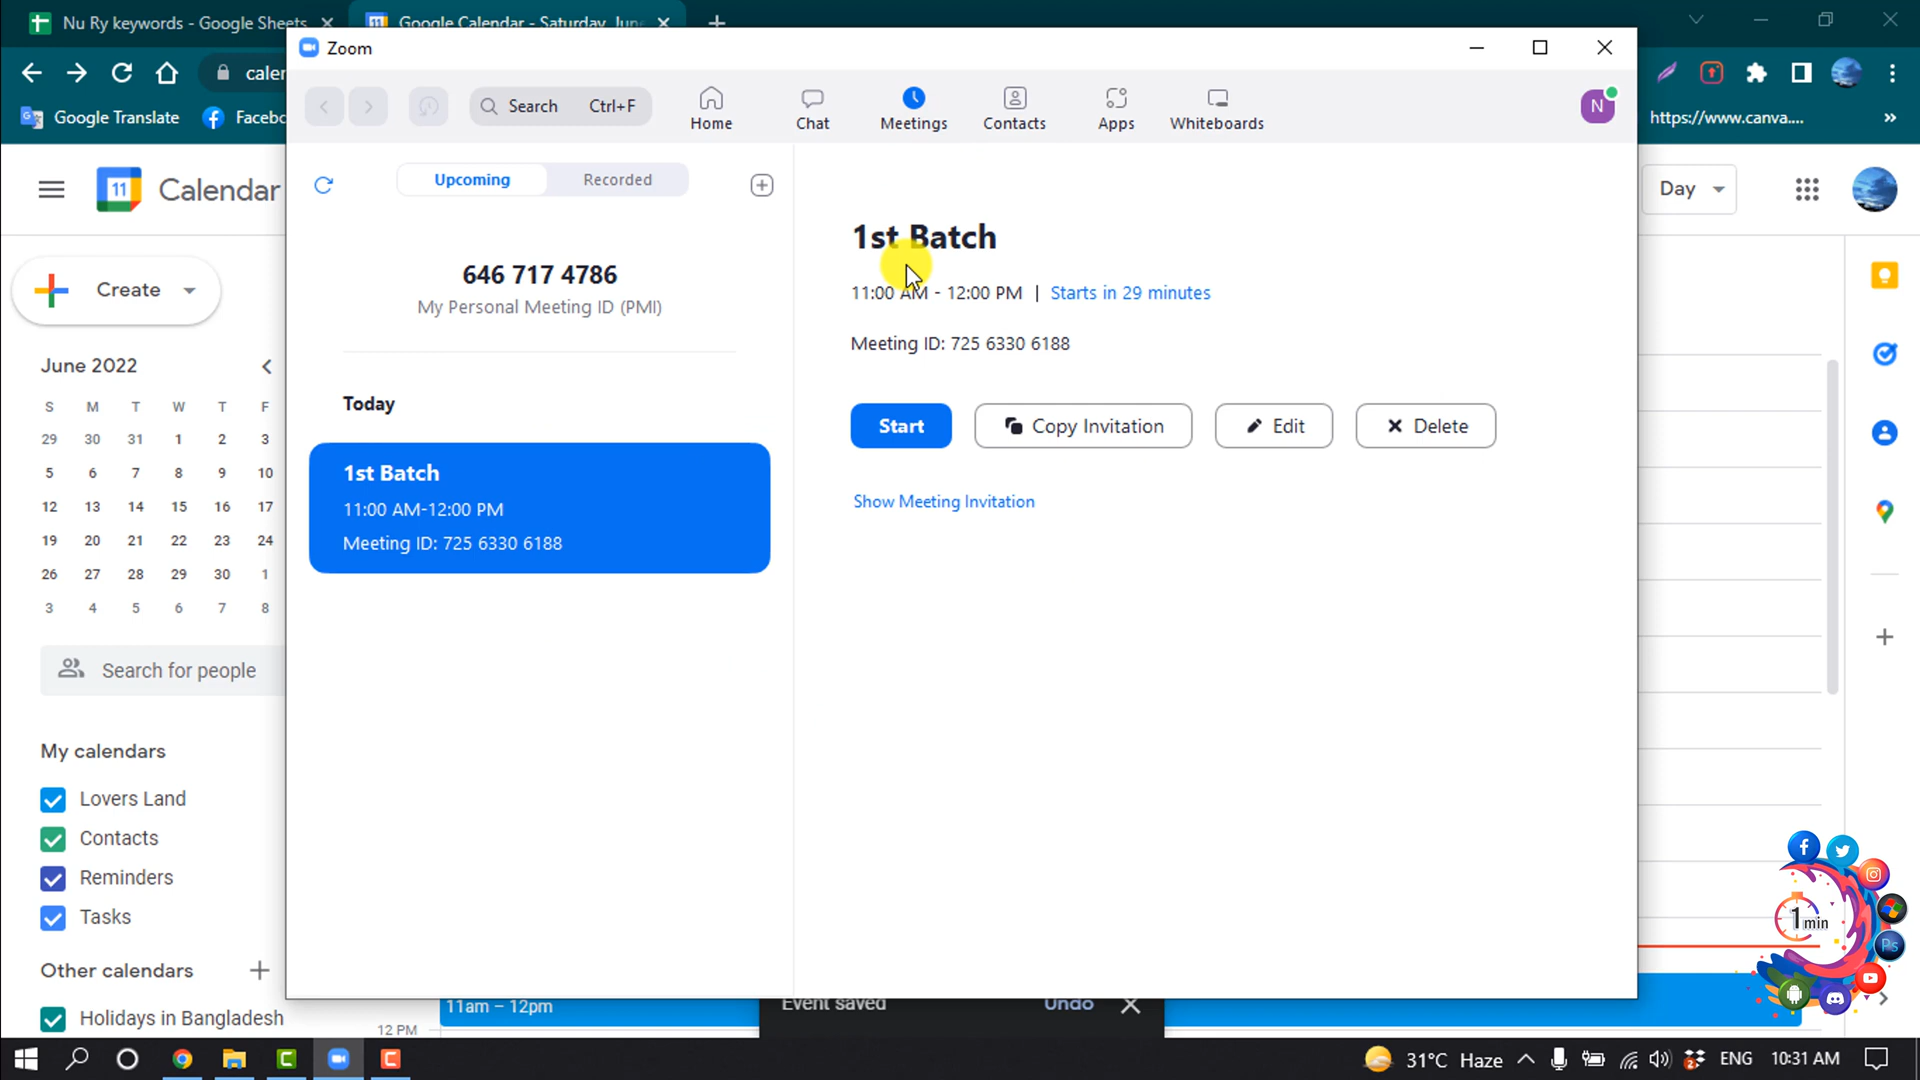 Nu Ry keywords - Google Sheets
Google Calendar - Saturday, June
Zoom
calen
Google Translate
Facebo
https://www.canva....
»
Search Ctrl+F
Home
Chat
Meetings
Contacts
Apps
Whiteboards
N
11
Calendar
Day
Upcoming
Recorded
Create
646 717 4786
My Personal Meeting ID (PMI)
1st Batch
11:00 AM - 12:00 PM | Starts in 29 minutes
Meeting ID: 725 6330 6188
Start
Copy Invitation
Edit
Delete
Show Meeting Invitation
Today
1st Batch
11:00 AM-12:00 PM
Meeting ID: 725 6330 6188
June 2022
S M T W T F
29 30 31 1 2 3
5 6 7 8 9 10
12 13 14 15 16 17
19 20 21 22 23 24
26 27 28 29 30 1
3 4 5 6 7 8
Search for people
My calendars
Lovers Land
Contacts
Reminders
Tasks
Other calendars
Holidays in Bangladesh
11am – 12pm
12 PM
Event saved
Undo
1 min
Ps
31°C Haze
ENG
10:31 AM